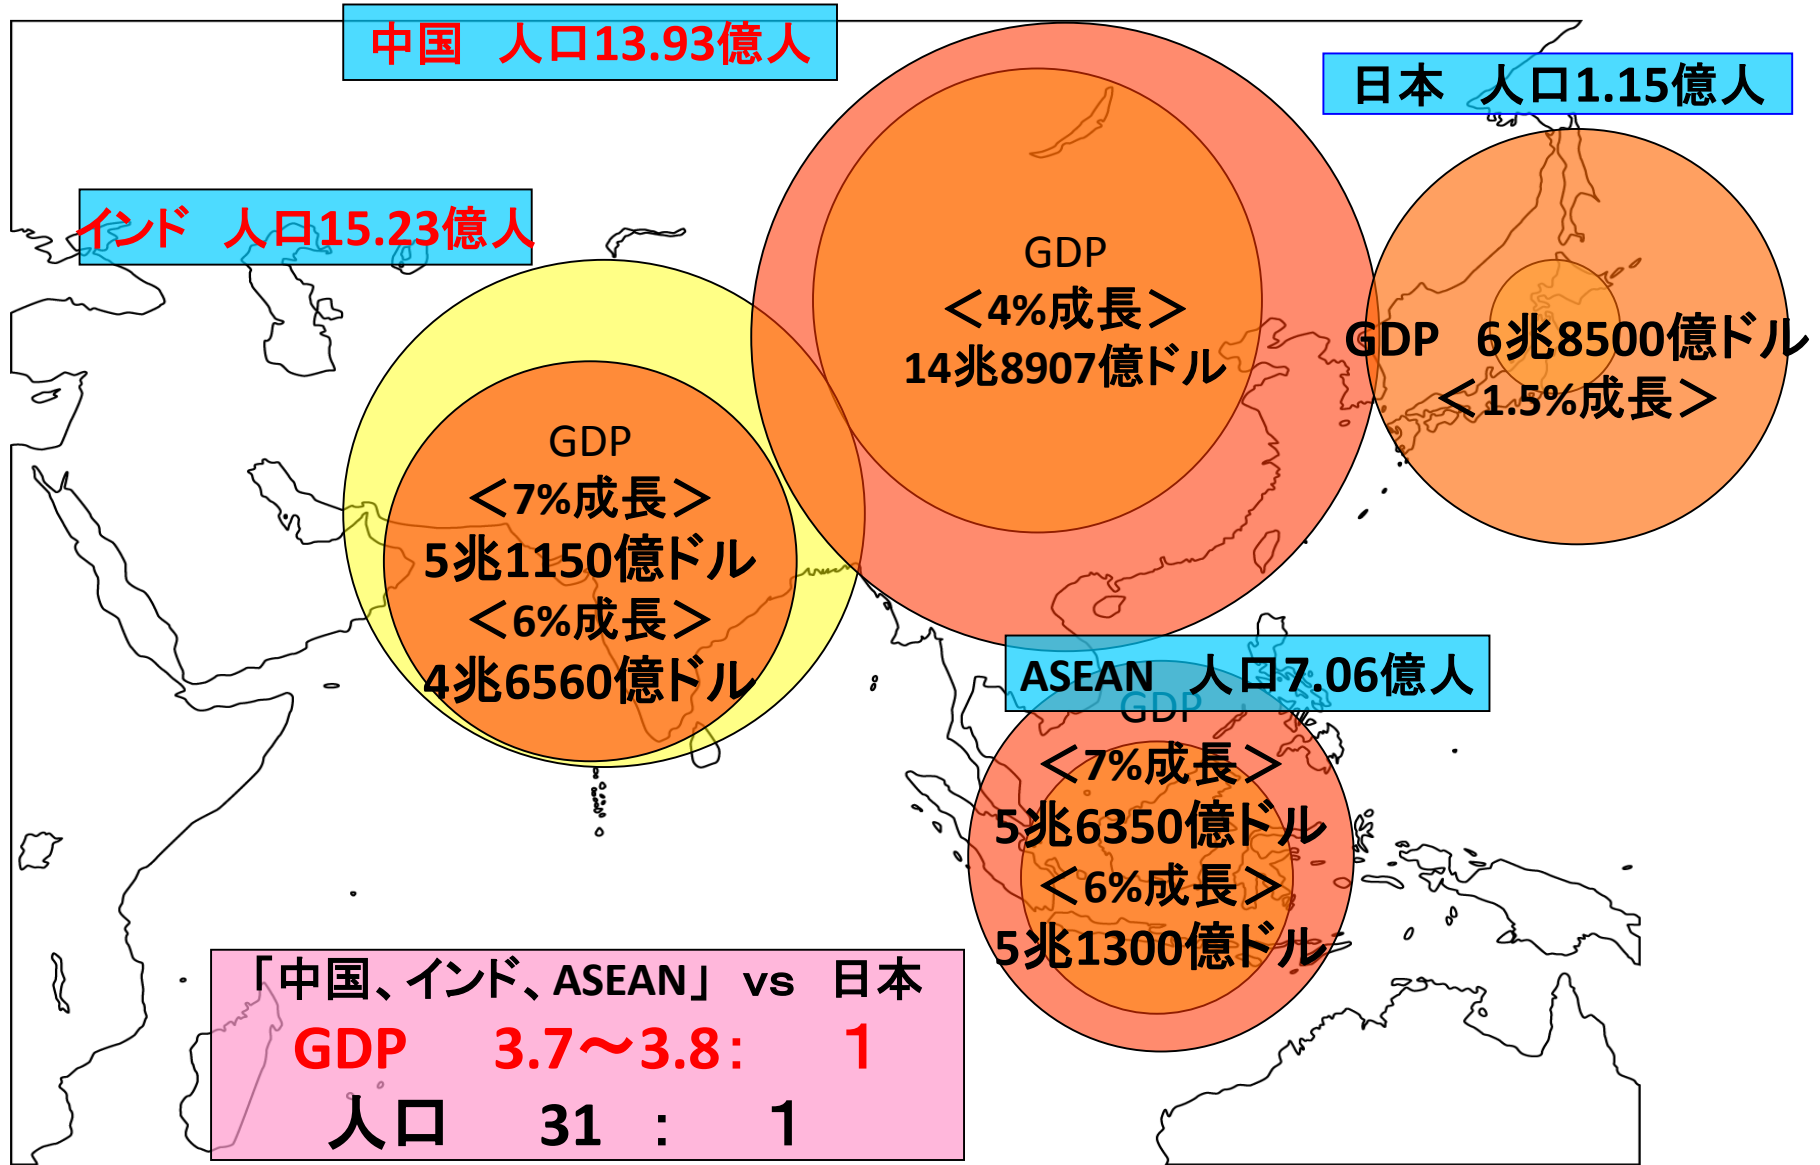 中国　人口13.93億人
日本　人口1.15億人
インド　人口15.23億人
GDP
＜4%成長＞
14兆8907億ドル
GDP　6兆8500億ドル
＜1.5%成長＞
GDP
＜7%成長＞
5兆1150億ドル
＜6%成長＞
4兆6560億ドル
ASEAN　人口7.06億人
GDP
＜7%成長＞
5兆6350億ドル
＜6%成長＞
5兆1300億ドル
「中国、インド、ASEAN」 vs　日本
GDP　3.7～3.8：　１
人口　31　：　１